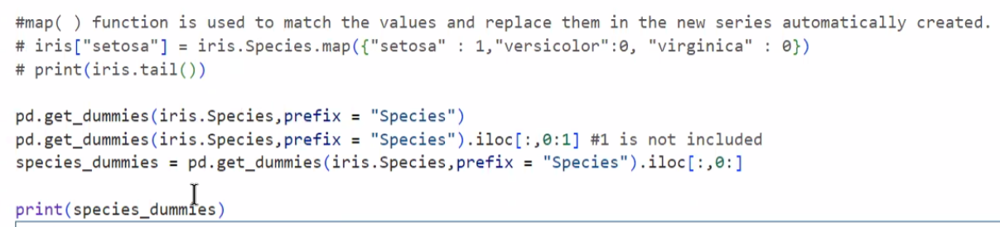 #map( ) function is used to match the values and replace them in the new series automatically created.
# iris["setosa"] = iris.Species.map({"setosa" : 1,"versicolor":0, "virginica" : 0})
# print(iris.tail())
pd.get_dummies(iris.Species,prefix = "Species")
pd.get_dummies(iris.Species,prefix = "Species").iloc[:,0:1] #1 is not included
species_dummies = pd.get_dummies(iris.Species,prefix = "Species").iloc[:,0:]
print(species_dummies)